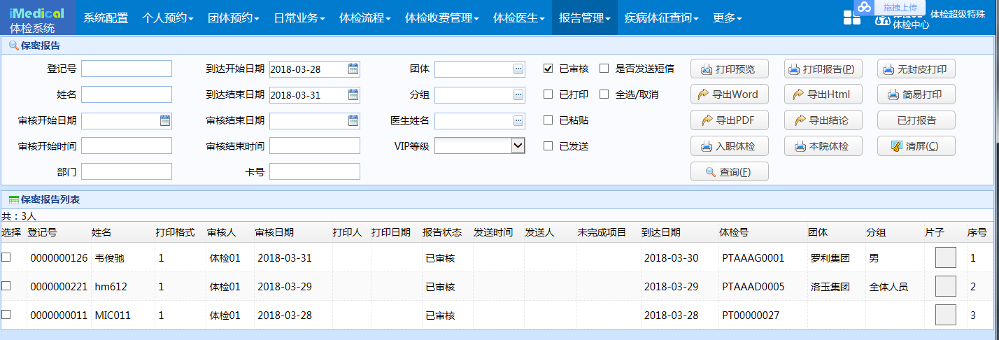 iMedical
体检系统
系统配置 个人预约 团体预约 日常业务 体检流程 体检收费管理 体检医生 报告管理 疾病体征查询 更多
拖拽上传
体检超级特殊
体检中心
保密报告
登记号 到达开始日期 2018-03-28 团体 已审核 是否发送短信 打印预览 打印报告(P) 无封皮打印
姓名 到达结束日期 2018-03-31 分组 已打印 全选/取消 导出Word 导出Html 简易打印
审核开始日期 审核结束日期 医生姓名 已粘贴 导出PDF 导出结论 已打报告
审核开始时间 审核结束时间 VIP等级 已发送 入职体检 本院体检 清屏(C)
部门 卡号 查询(F)
保密报告列表
共：3人
选择 登记号 姓名 打印格式 审核人 审核日期 打印人 打印日期 报告状态 发送时间 发送人 未完成项目 到达日期 体检号 团体 分组 片子 序号
0000000126 韦俊驰 1 体检01 2018-03-31 已审核 2018-03-30 PTAAAG0001 罗利集团 男 1
0000000221 hm612 1 体检01 2018-03-29 已审核 2018-03-29 PTAAAD0005 洛玉集团 全体人员 2
0000000011 MIC011 1 体检01 2018-03-28 已审核 2018-03-28 PT00000027 3